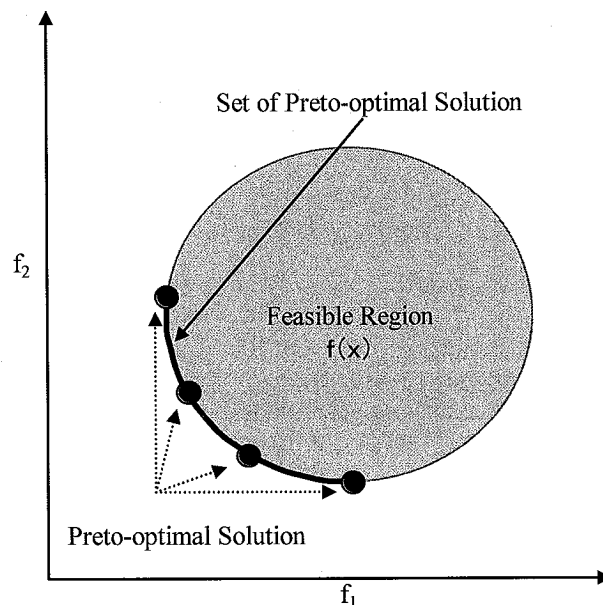 Set of Preto-optimal Solution
f2
Feasible Region
f(x)
Preto-optimal Solution
f1